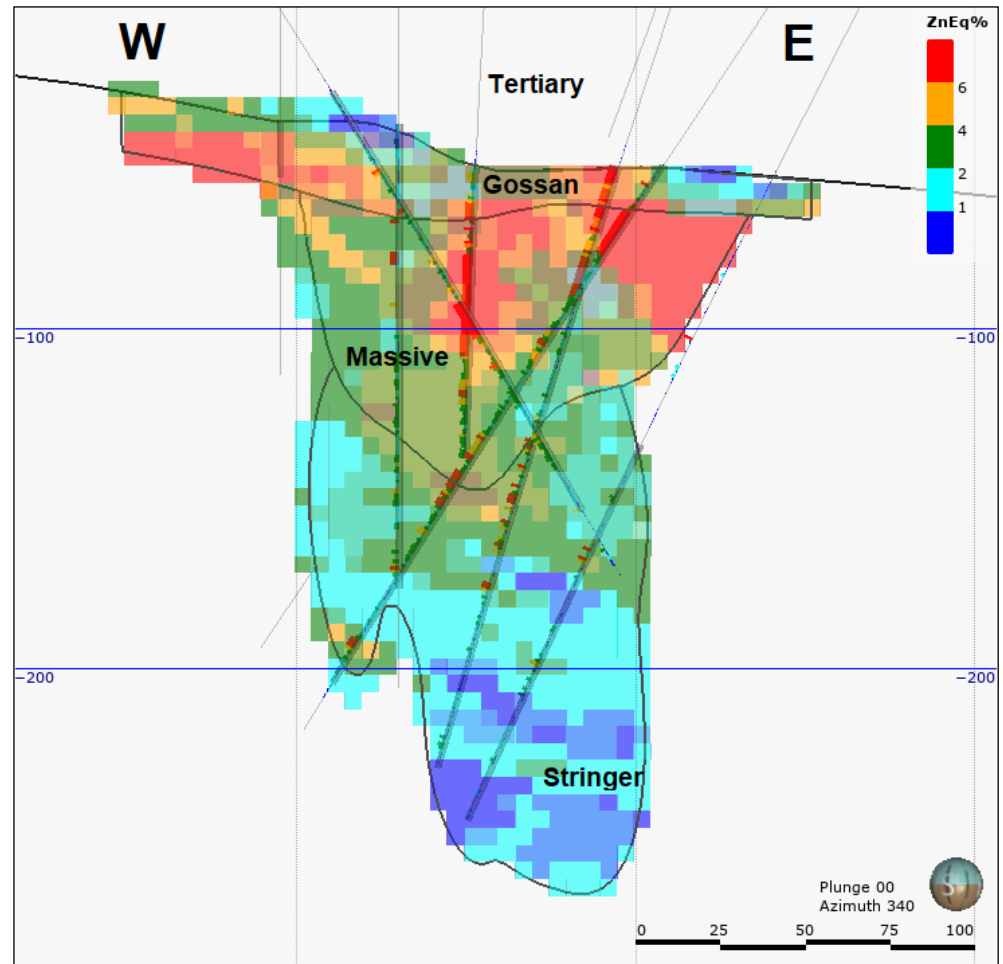 W
E
ZnEq%
6
4
2
1
Tertiary
Gossan
-100
-100
Massive
-200
-200
Stringer
Plunge 00
Azimuth 340
S
0 25 50 75 100